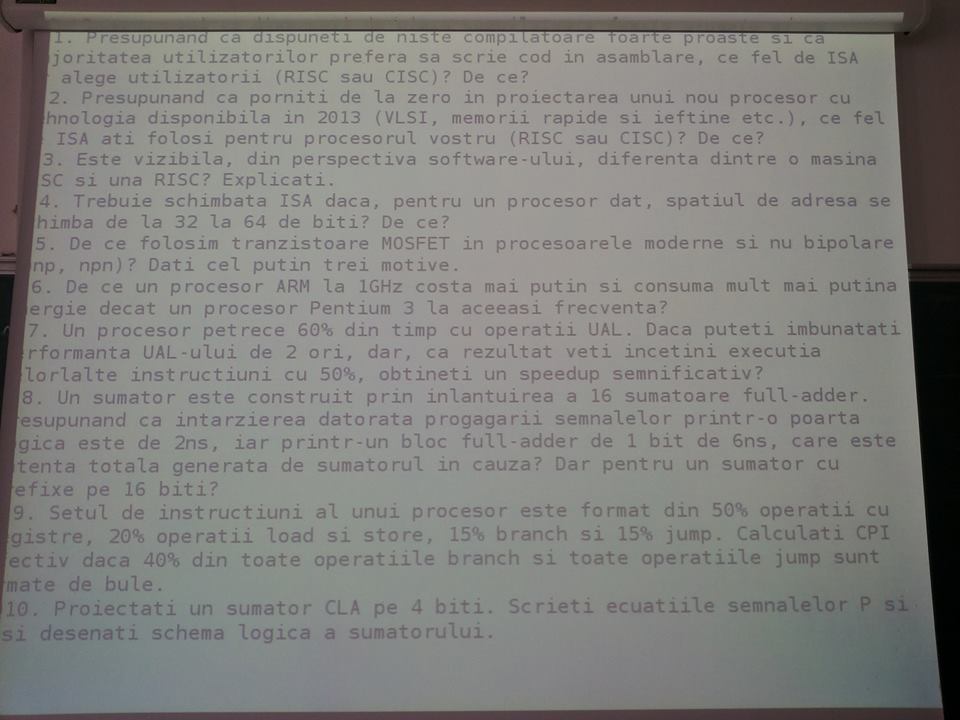 1. Presupunand ca dispuneti de niste compilatoare foarte proaste si ca
joritatea utilizatorilor prefera sa scrie cod in asamblare, ce fel de ISA
alege utilizatorii (RISC sau CISC)? De ce?
2. Presupunand ca porniti de la zero in proiectarea unui nou procesor cu
hnologia disponibila in 2013 (VLSI, memorii rapide si ieftine etc.), ce fel
ISA ati folosi pentru procesorul vostru (RISC sau CISC)? De ce?
3. Este vizibila, din perspectiva software-ului, diferenta dintre o masina
SC si una RISC? Explicati.
4. Trebuie schimbata ISA daca, pentru un procesor dat, spatiul de adresa se
himba de la 32 la 64 de biti? De ce?
5. De ce folosim tranzistoare MOSFET in procesoarele moderne si nu bipolare
np, npn)? Dati cel putin trei motive.
6. De ce un procesor ARM la 1GHz costa mai putin si consuma mult mai putina
ergie decat un procesor Pentium 3 la aceeasi frecventa?
7. Un procesor petrece 60% din timp cu operatii UAL. Daca puteti imbunatati
rformanta UAL-ului de 2 ori, dar, ca rezultat veti incetini executia
lorlalte instructiuni cu 50%, obtineti un speedup semnificativ?
8. Un sumator este construit prin inlantuirea a 16 sumatoare full-adder.
esupunand ca intarzierea datorata progagarii semnalelor printr-o poarta
gica este de 2ns, iar printr-un bloc full-adder de 1 bit de 6ns, care este
tenta totala generata de sumatorul in cauza? Dar pentru un sumator cu
efixe pe 16 biti?
9. Setul de instructiuni al unui procesor este format din 50% operatii cu
gistre, 20% operatii load si store, 15% branch si 15% jump. Calculati CPI
ectiv daca 40% din toate operatiile branch si toate operatiile jump sunt
mate de bule.
10. Proiectati un sumator CLA pe 4 biti. Scrieti ecuatiile semnalelor P si
si desenati schema logica a sumatorului.